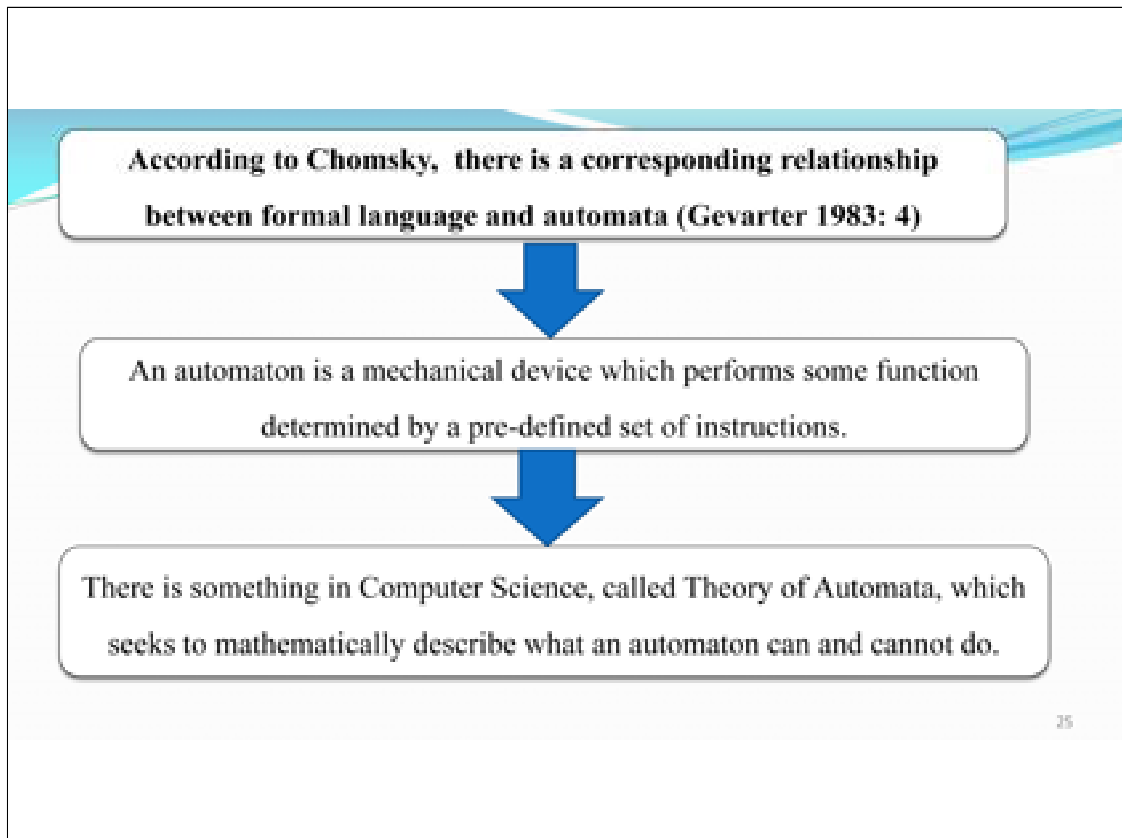 According to Chomsky,  there is a corresponding relationship
between formal language and automata (Gevarter 1983: 4)
An automaton is a mechanical device which performs some function
determined by a pre-defined set of instructions.
There is something in Computer Science, called Theory of Automata, which
seeks to mathematically describe what an automaton can and cannot do.
25